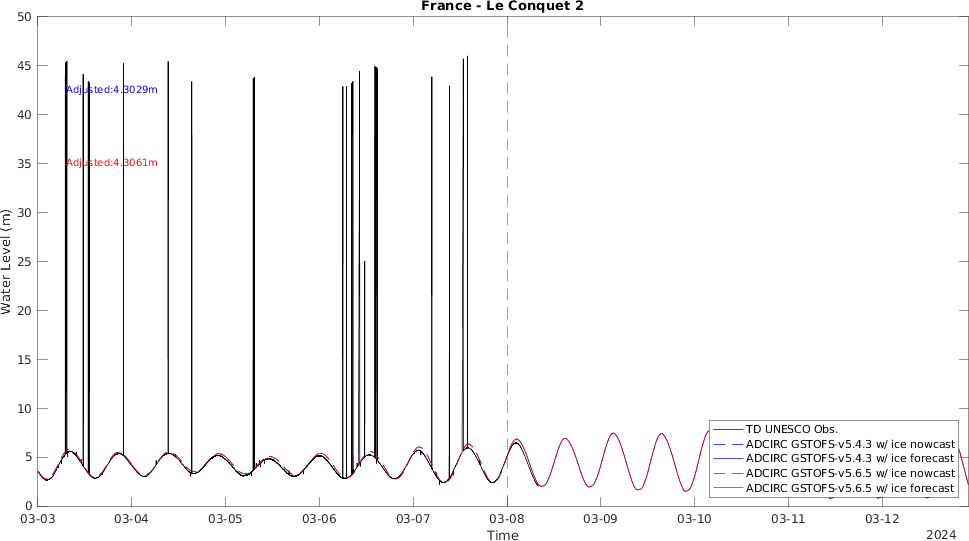 France - Le Conquet 2
50
45
40
35
30
25
20
15
10
5
0
Water Level (m)
Adjusted:4.3029m
Adjusted:4.3061m
TD UNESCO Obs.
ADCIRC GSTOFS-v5.4.3 w/ ice nowcast
ADCIRC GSTOFS-v5.4.3 w/ ice forecast
ADCIRC GSTOFS-v5.6.5 w/ ice nowcast
ADCIRC GSTOFS-v5.6.5 w/ ice forecast
03-03 03-04 03-05 03-06 03-07 03-08 03-09 03-10 03-11 03-12
Time
2024